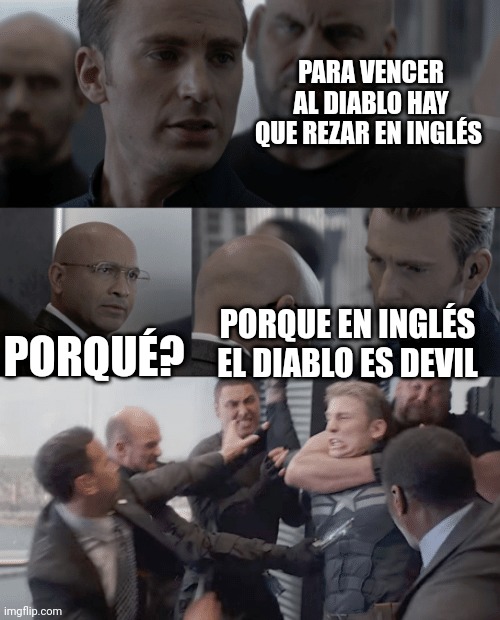 PARA VENCER
AL DIABLO HAY
QUE REZAR EN INGLÉS
PORQUÉ?
PORQUE EN INGLÉS
EL DIABLO ES DEVIL
imgflip.com